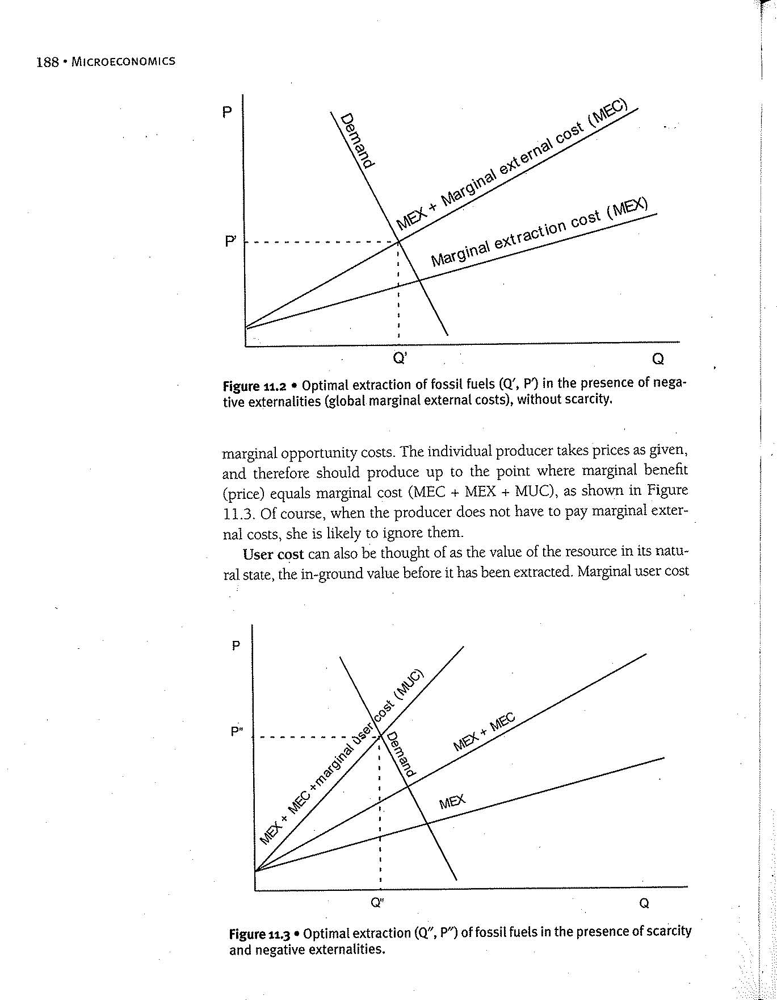 188 • MICROECONOMICS
P
Demand
MEX + Marginal external cost (MEC)
Marginal extraction cost (MEX)
P'
Q'
Q
Figure 11.2 • Optimal extraction of fossil fuels (Q′, P′) in the presence of nega-
tive externalities (global marginal external costs), without scarcity.
marginal opportunity costs. The individual producer takes prices as given,
and therefore should produce up to the point where marginal benefit
(price) equals marginal cost (MEC + MEX + MUC), as shown in Figure
11.3. Of course, when the producer does not have to pay marginal exter-
nal costs, she is likely to ignore them.
User cost can also be thought of as the value of the resource in its natu-
ral state, the in-ground value before it has been extracted. Marginal user cost
P
MEX + MEC +marginal user cost (MUC)
P"
Demand
MEX + MEC
MEX
Q"
Q
Figure 11.3 • Optimal extraction (Q″, P″) of fossil fuels in the presence of scarcity
and negative externalities.